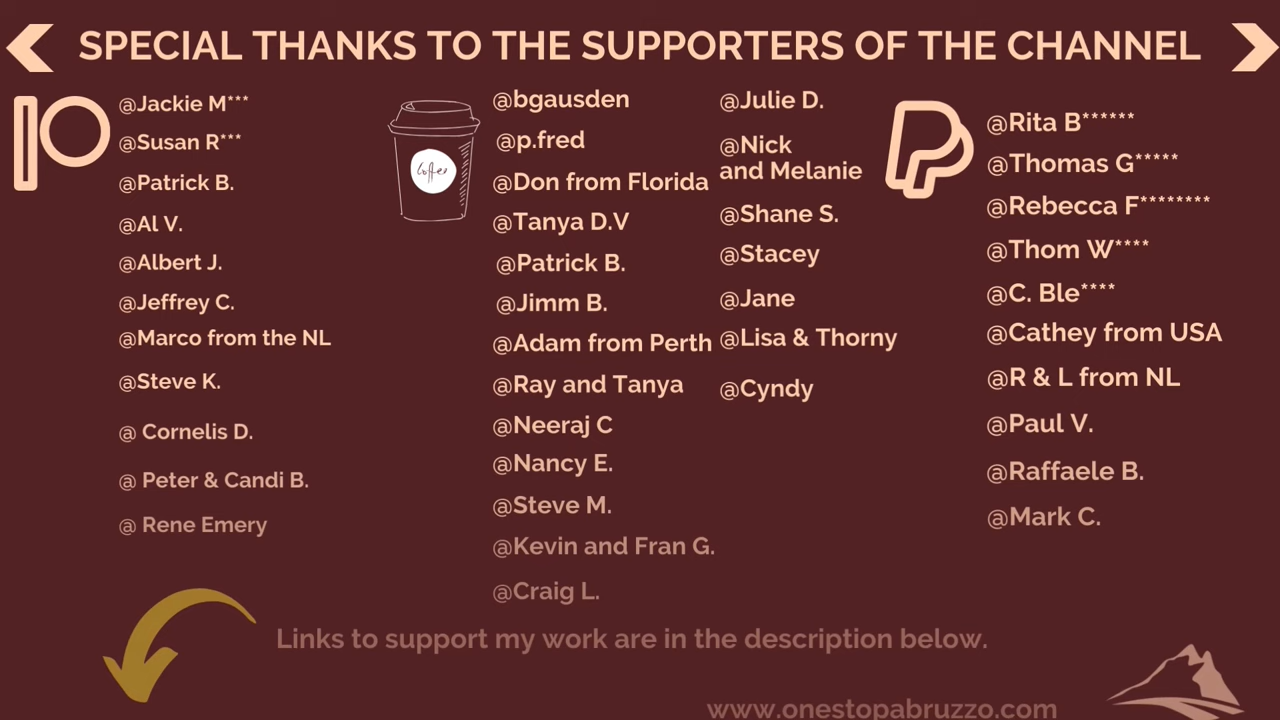 SPECIAL THANKS TO THE SUPPORTERS OF THE CHANNEL
@Jackie M***
@Susan R***
@Patrick B.
@Al V.
@Albert J.
@Jeffrey C.
@Marco from the NL
@Steve K.
@ Cornelis D.
@ Peter & Candi B.
@ Rene Emery
Coffee
@bgausden
@p.fred
@Don from Florida
@Tanya D.V
@Patrick B.
@Jimm B.
@Adam from Perth
@Ray and Tanya
@Neeraj C
@Nancy E.
@Steve M.
@Kevin and Fran G.
@Craig L.
@Julie D.
@Nick
and Melanie
@Shane S.
@Stacey
@Jane
@Lisa & Thorny
@Cyndy
@Rita B******
@Thomas G*****
@Rebecca F********
@Thom W****
@C. Ble****
@Cathey from USA
@R & L from NL
@Paul V.
@Raffaele B.
@Mark C.
Links to support my work are in the description below.
www.onestopabruzzo.com